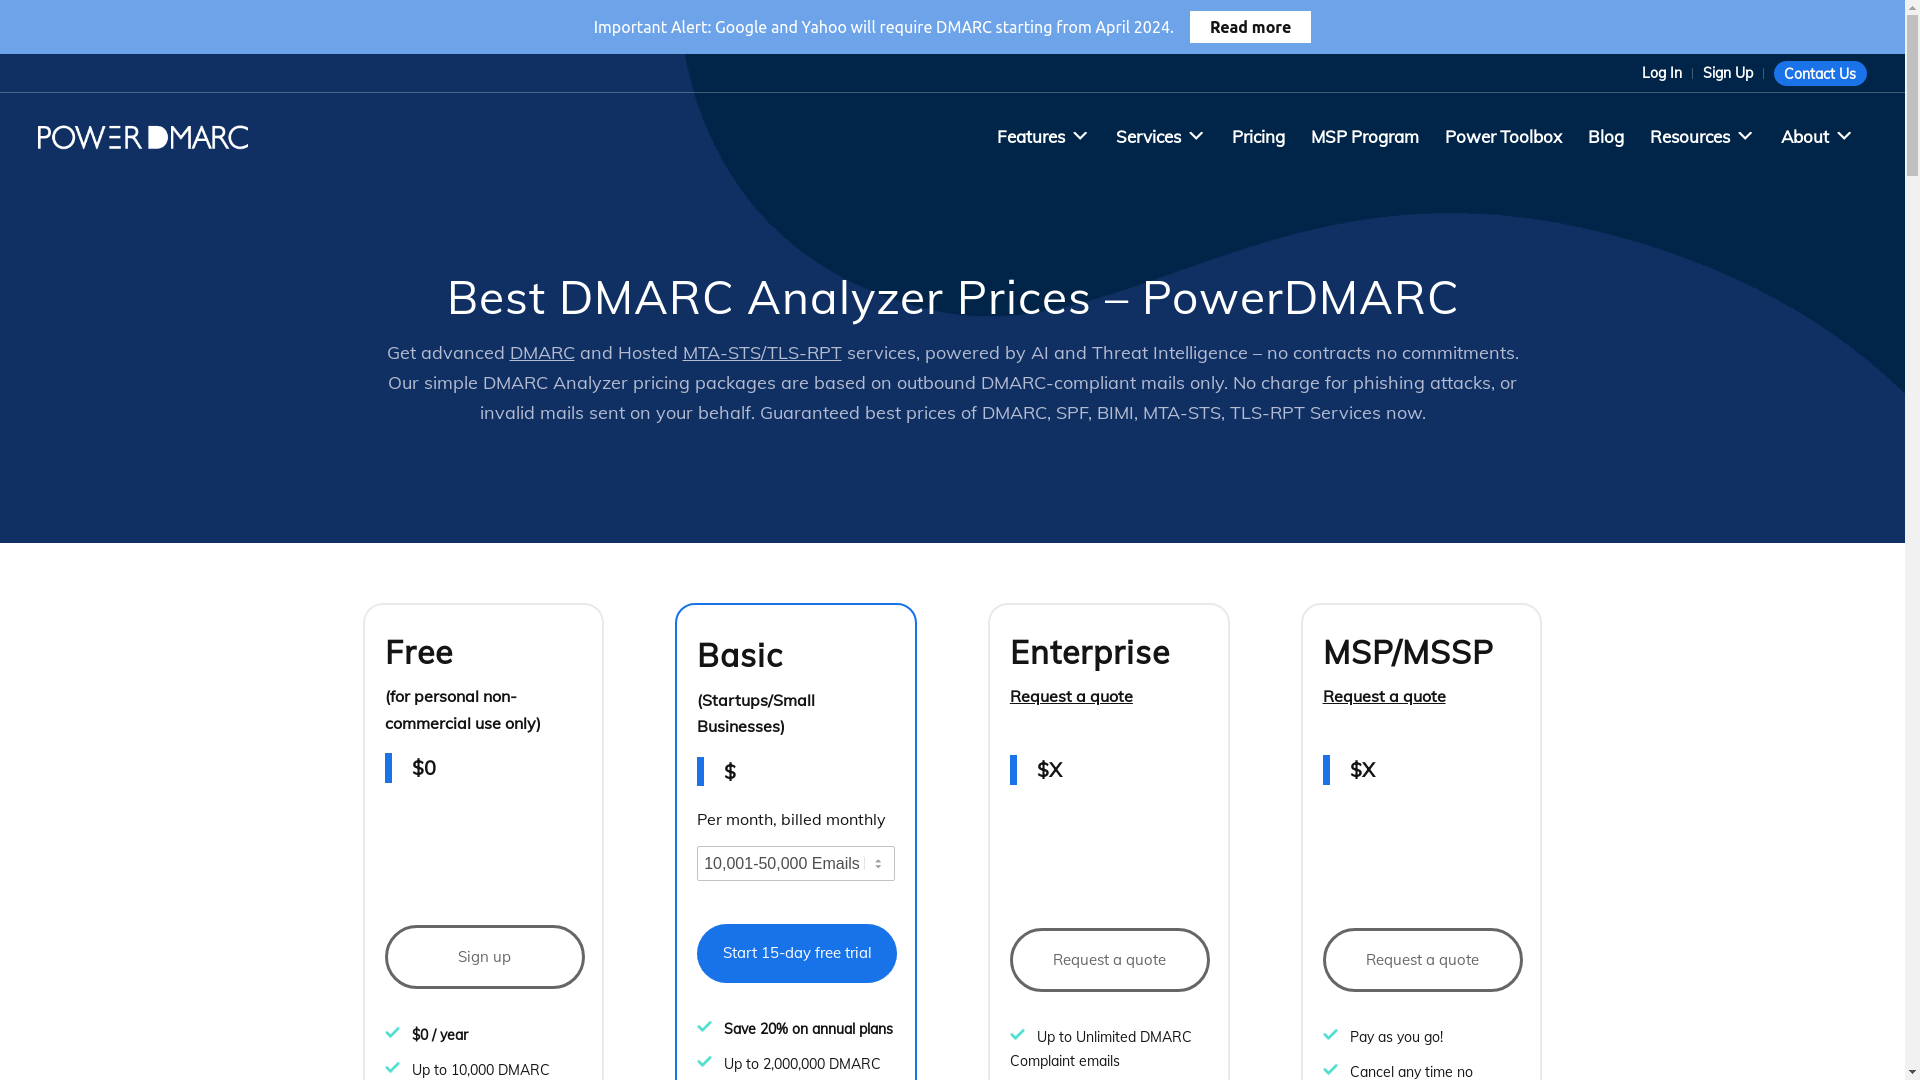 Important Alert: Google and Yahoo will require DMARC starting from April 2024. Read more
Log In Sign Up Contact Us
POWER DMARC
Features Services Pricing MSP Program Power Toolbox Blog Resources About
Best DMARC Analyzer Prices – PowerDMARC
Get advanced DMARC and Hosted MTA-STS/TLS-RPT services, powered by AI and Threat Intelligence – no contracts no commitments.
Our simple DMARC Analyzer pricing packages are based on outbound DMARC-compliant mails only. No charge for phishing attacks, or
invalid mails sent on your behalf. Guaranteed best prices of DMARC, SPF, BIMI, MTA-STS, TLS-RPT Services now.
Free
(for personal non-
commercial use only)
$0
Sign up
$0 / year
Up to 10,000 DMARC
Basic
(Startups/Small
Businesses)
$
Per month, billed monthly
10,001-50,000 Emails
Start 15-day free trial
Save 20% on annual plans
Up to 2,000,000 DMARC
Enterprise
Request a quote
$X
Request a quote
Up to Unlimited DMARC
Complaint emails
MSP/MSSP
Request a quote
$X
Request a quote
Pay as you go!
Cancel any time no